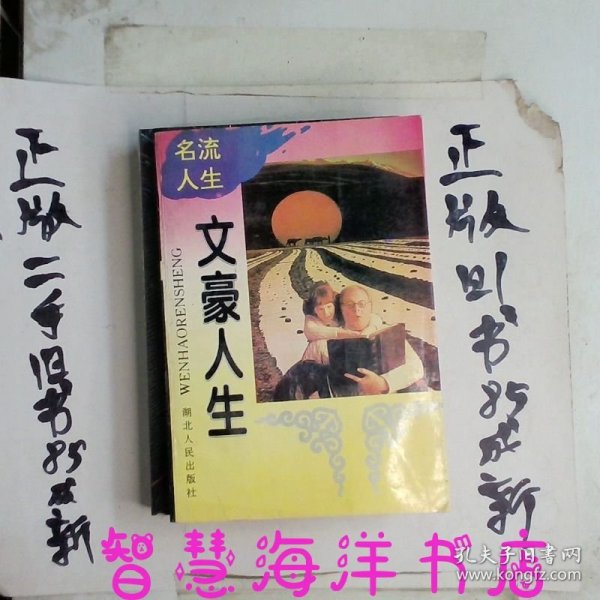 正版二手旧书85成新
名流
人生
文豪人生
WENHAORENSHENG
湖北人民出版社
正版旧书85成新
智慧海洋书店
孔夫子旧书网
www.kongfz.com